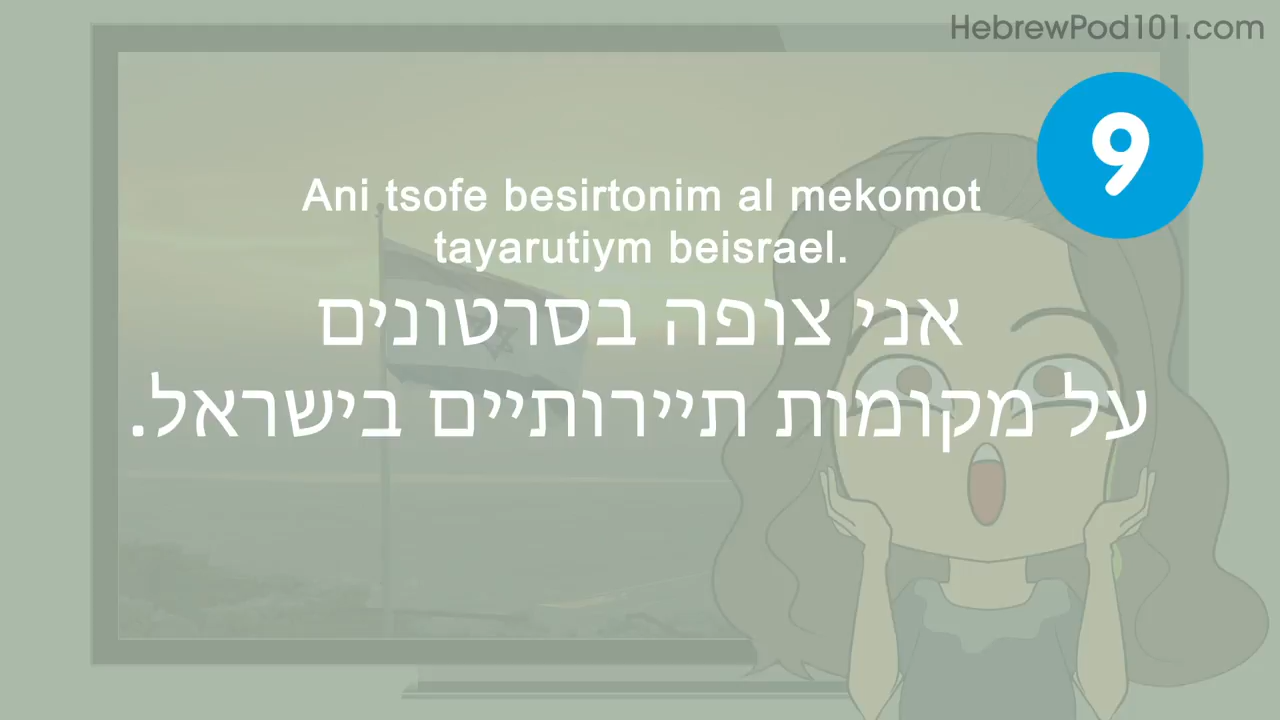 HebrewPod101.com
9
Ani tsofe besirtonim al mekomot
tayarutiym beisrael.
אני צופה בסרטונים
על מקומות תיירותיים בישראל.